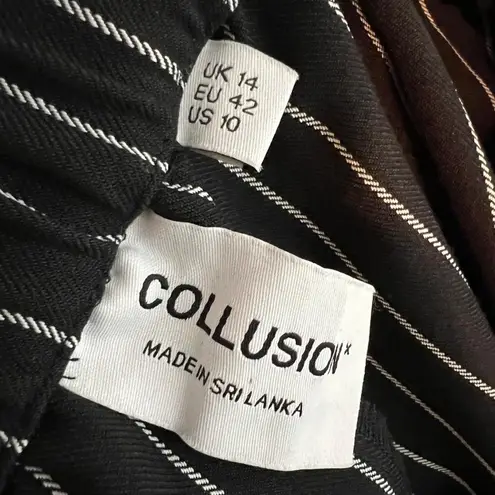 UK 14
EU 42
US 10
COLLUSION*
MADE IN SRI LANKA